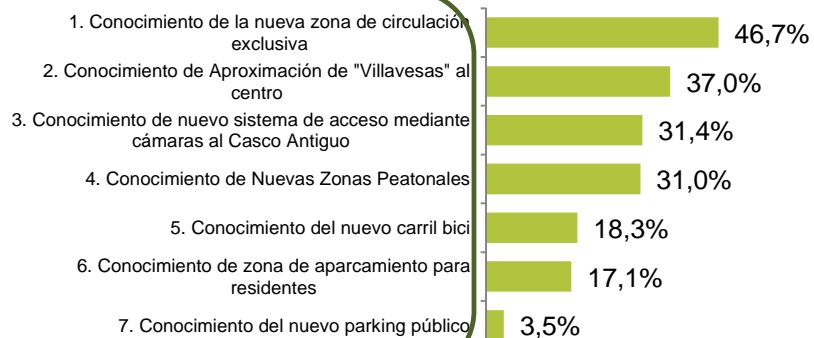 1. Conocimiento de la nueva zona de circulación
exclusiva
46,7%
2. Conocimiento de Aproximación de "Villavesas" al
centro
37,0%
3. Conocimiento de nuevo sistema de acceso mediante
cámaras al Casco Antiguo
31,4%
4. Conocimiento de Nuevas Zonas Peatonales
31,0%
5. Conocimiento del nuevo carril bici
18,3%
6. Conocimiento de zona de aparcamiento para
residentes
17,1%
7. Conocimiento del nuevo parking público
3,5%